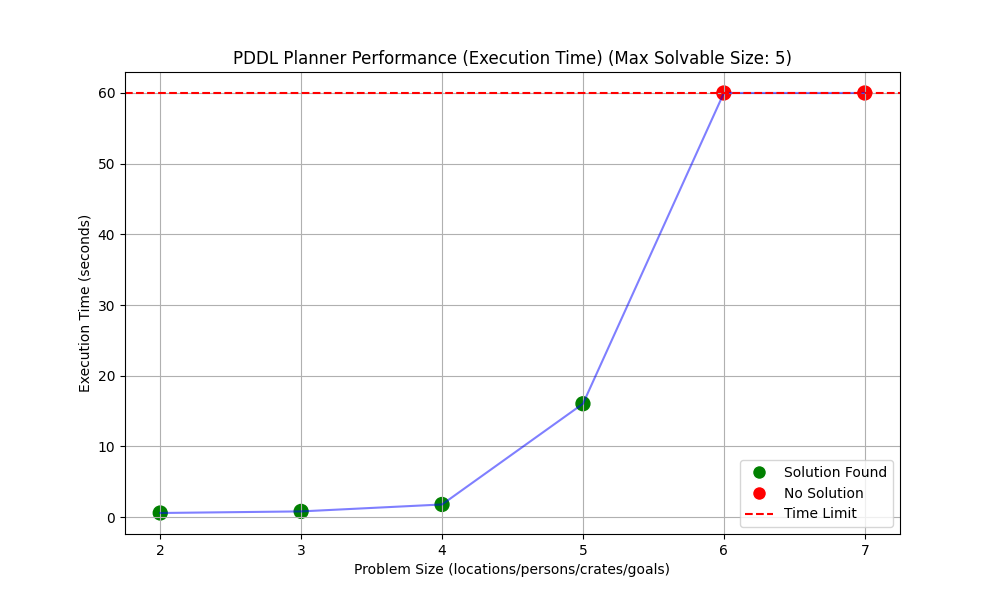 PDDL Planner Performance (Execution Time) (Max Solvable Size: 5)
Execution Time (seconds)
60
50
40
30
20
10
0
2 3 4 5 6 7
Problem Size (locations/persons/crates/goals)
Solution Found
No Solution
Time Limit